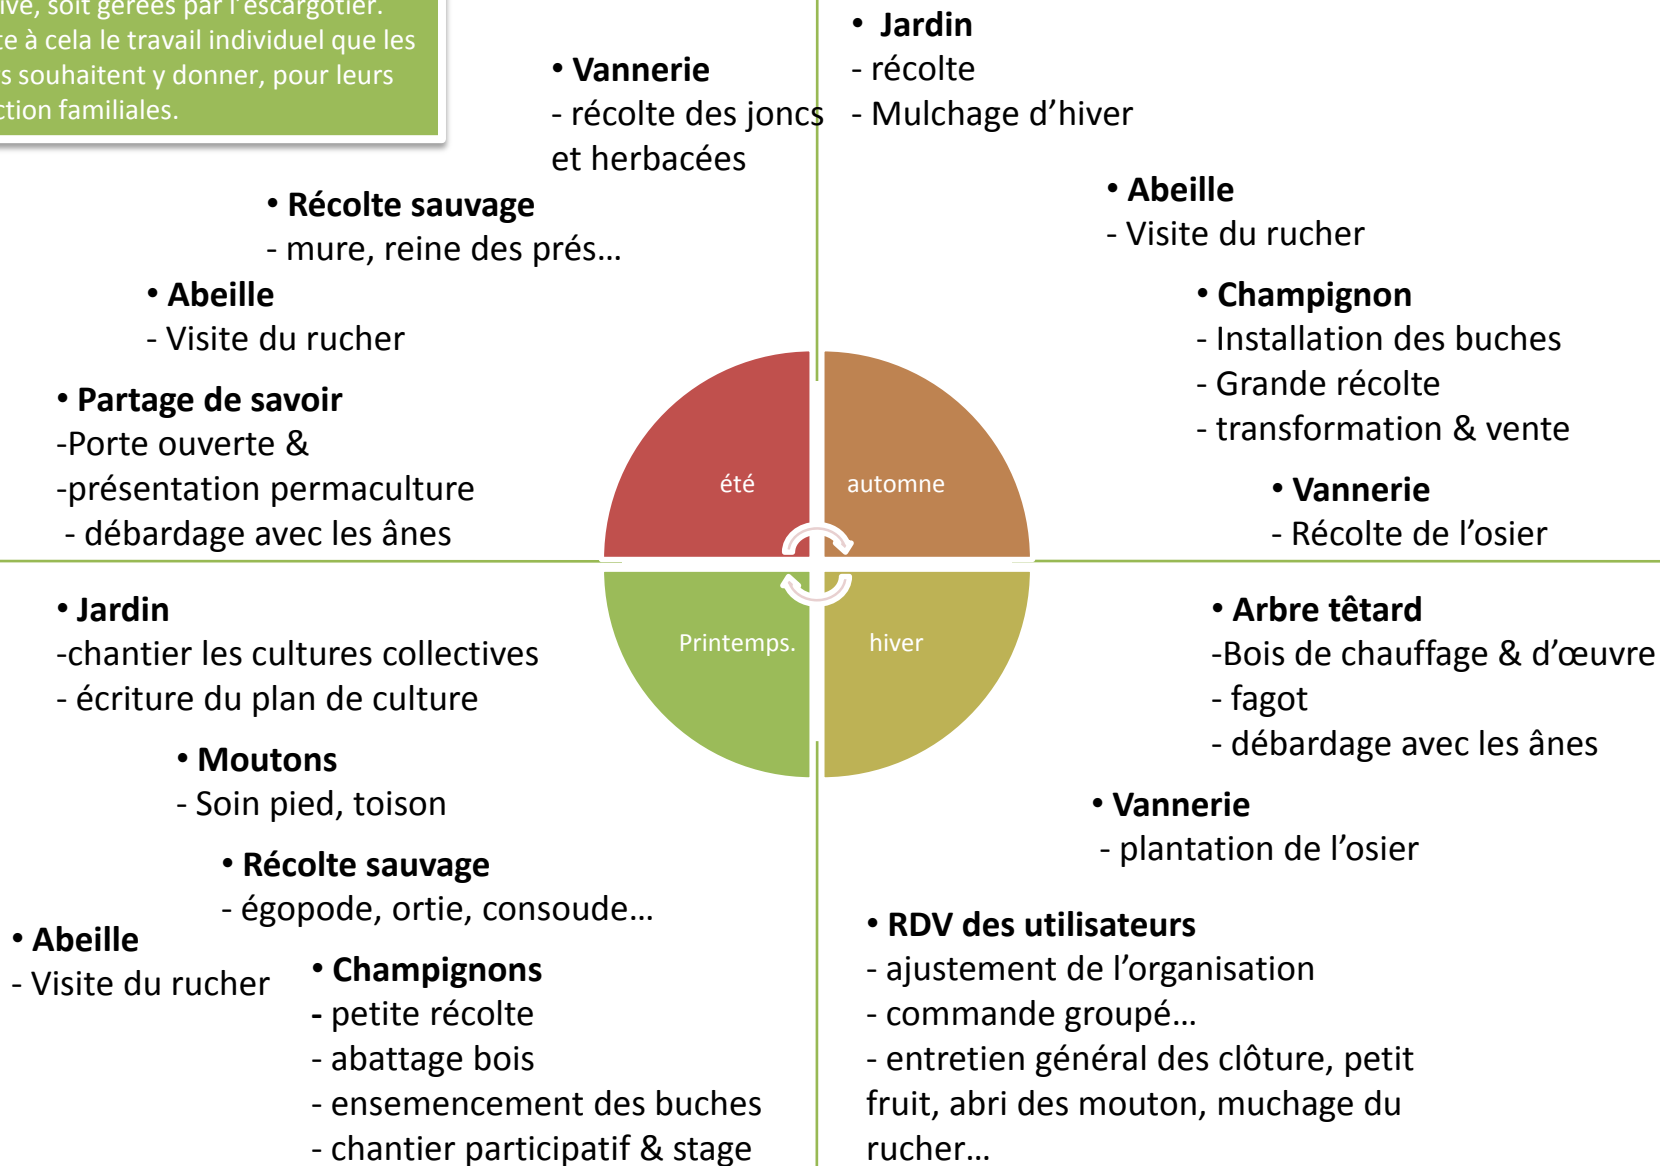 soit gérées par l'escargotier.
à cela le travail individuel que les
souhaitent y donner, pour leurs
familiales.
• Vannerie
- récolte des joncs
et herbacées
• Récolte sauvage
- mure, reine des prés…
• Abeille
- Visite du rucher
• Partage de savoir
-Porte ouverte &
-présentation permaculture
- débardage avec les ânes
• Jardin
- récolte
- Mulchage d'hiver
• Abeille
- Visite du rucher
• Champignon
- Installation des buches
- Grande récolte
- transformation & vente
• Vannerie
- Récolte de l'osier
été
automne
Printemps.
hiver
• Jardin
-chantier les cultures collectives
- écriture du plan de culture
• Moutons
- Soin pied, toison
• Récolte sauvage
- égopode, ortie, consoude…
• Abeille
- Visite du rucher
• Champignons
- petite récolte
- abattage bois
- ensemencement des buches
- chantier participatif & stage
• Arbre têtard
-Bois de chauffage & d'œuvre
- fagot
- débardage avec les ânes
• Vannerie
- plantation de l'osier
• RDV des utilisateurs
- ajustement de l'organisation
- commande groupé…
- entretien général des clôture, petit
fruit, abri des mouton, muchage du
rucher…